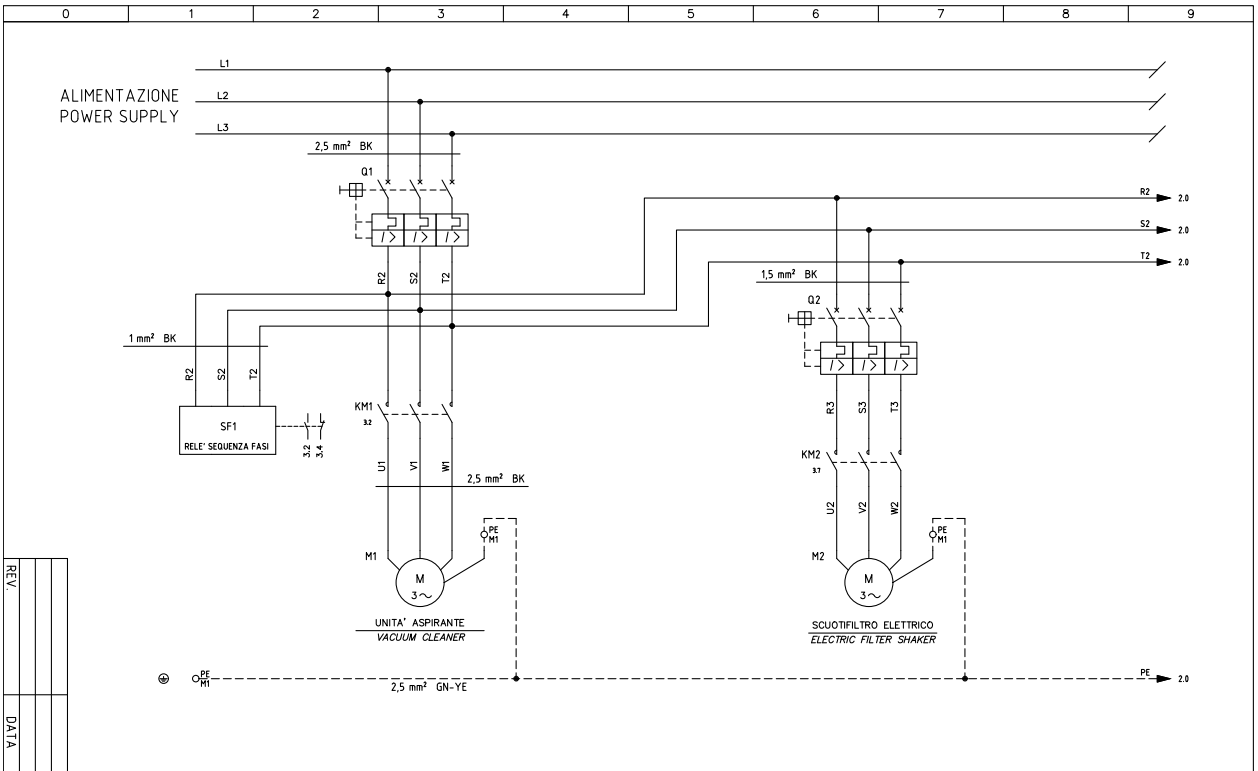 0 1 2 3 4 5 6 7 8 9
L1
ALIMENTAZIONE
POWER SUPPLY
L2
L3
2,5 mm² BK
Q1
R2 2.0
S2 2.0
T2 2.0
R2 S2 T2
1,5 mm² BK
Q2
1 mm² BK
R2 S2 T2
SF1
RELE' SEQUENZA FASI
3.2
3.4
KM1
3.2
R3 S3 T3
KM2
3.7
U1 V1 W1
2,5 mm² BK
U2 V2 W2
PE
M1
PE
M1
M1
M
3~
M2
M
3~
UNITA' ASPIRANTE
VACUUM CLEANER
SCUOTIFILTRO ELETTRICO
ELECTRIC FILTER SHAKER
PE
M1
2,5 mm² GN-YE
PE 2.0
REV.
DATA